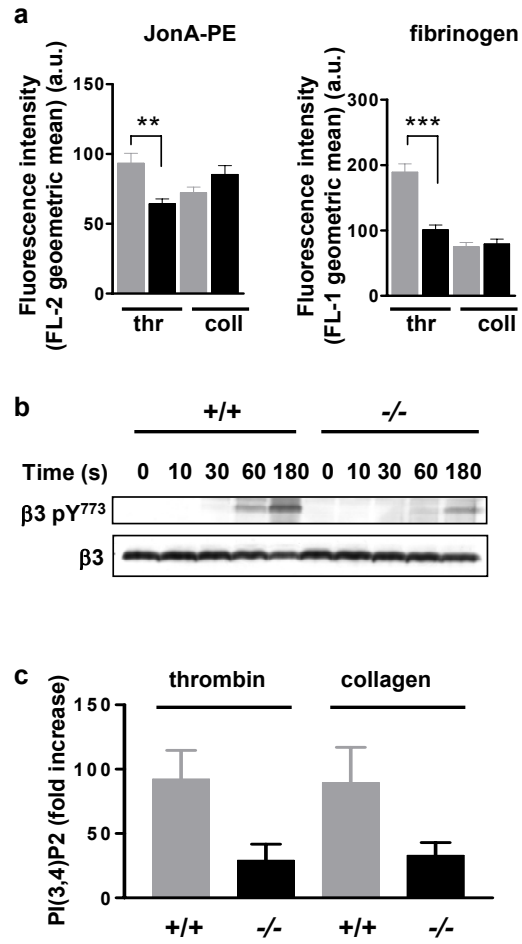 a
JonA-PE
Fluorescence intensity
(FL-2 geoemetric mean) (a.u.)
150
100
50
0
**
thr coll
fibrinogen
Fluorescence intensity
(FL-1 geometric mean) (a.u.)
300
200
100
0
***
thr coll
b
+/+ -/-
Time (s) 0 10 30 60 180 0 10 30 60 180
β3 pY773
β3
c
thrombin collagen
PI(3,4)P2 (fold increase)
150
100
50
0
+/+ -/- +/+ -/-